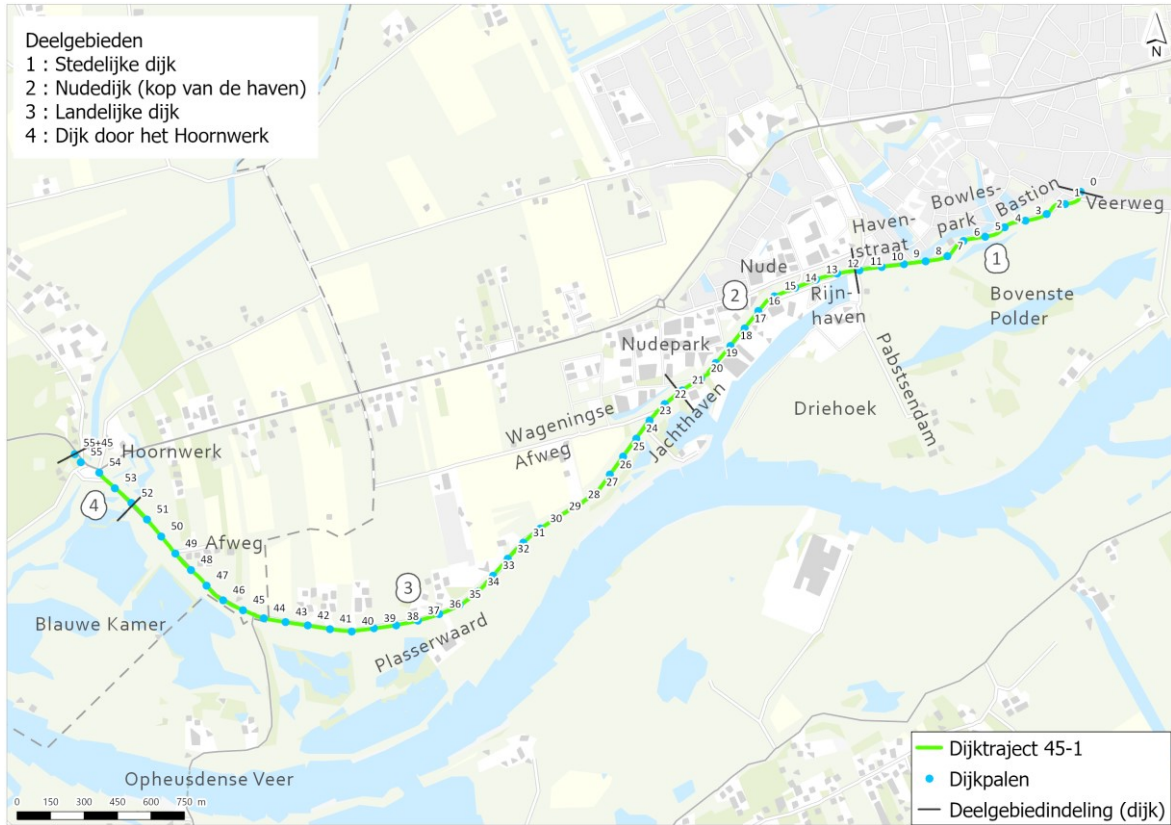 Deelgebieden
1 : Stedelijke dijk
2 : Nudedijk (kop van de haven)
3 : Landelijke dijk
4 : Dijk door het Hoornwerk
N
0
1
Veerweg
2
3
Bastion
4
5
Bowles-
park
6
7
1
8
9
10
11
12
Haven-
straat
13
14
15
16
Nude
Rijn-
haven
Bovenste
Polder
2
17
18
19
20
21
22
Nudepark
Pabstsendam
Driehoek
Jachthaven
23
24
25
26
27
Wageningse
Afweg
28
29
30
31
32
33
34
35
36
37
38
39
40
41
42
43
44
45
46
47
48
49
50
51
52
53
54
55
55+45
Hoornwerk
4
Afweg
3
Plasserwaard
Blauwe Kamer
Opheusdense Veer
0 150 300 450 600 750 m
Dijktraject 45-1
Dijkpalen
Deelgebiedindeling (dijk)